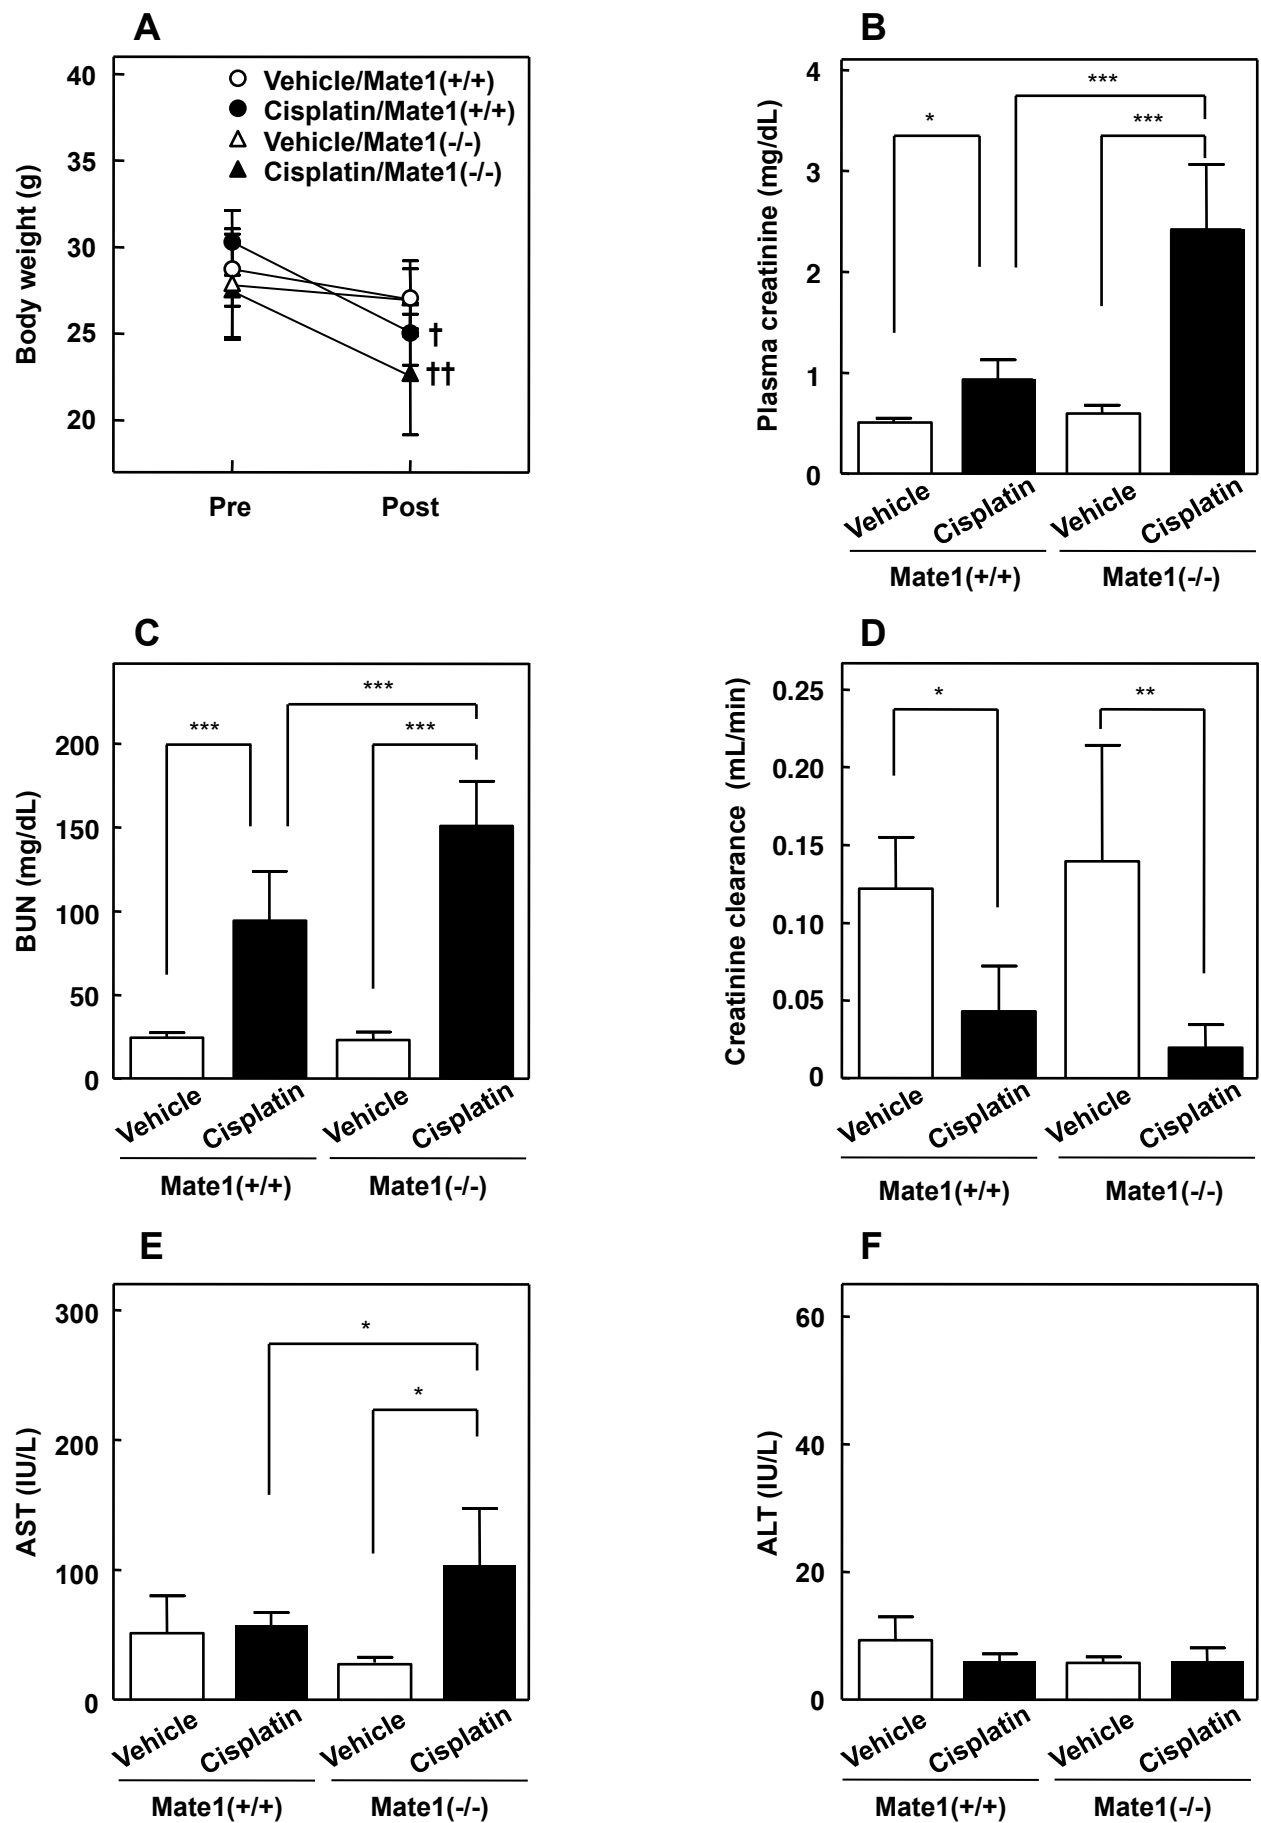 A
40
35
30
25
20
Body weight (g)
Vehicle/Mate1(+/+)
Cisplatin/Mate1(+/+)
Vehicle/Mate1(-/-)
Cisplatin/Mate1(-/-)
†
††
Pre Post
B
4
3
2
1
0
Plasma creatinine (mg/dL)
***
* ***
Vehicle Cisplatin Vehicle Cisplatin
Mate1(+/+) Mate1(-/-)
C
200
150
100
50
0
BUN (mg/dL)
***
*** ***
Vehicle Cisplatin Vehicle Cisplatin
Mate1(+/+) Mate1(-/-)
D
0.25
0.20
0.15
0.10
0.05
0
Creatinine clearance (mL/min)
* **
Vehicle Cisplatin Vehicle Cisplatin
Mate1(+/+) Mate1(-/-)
E
300
200
100
0
AST (IU/L)
*
*
Vehicle Cisplatin Vehicle Cisplatin
Mate1(+/+) Mate1(-/-)
F
60
40
20
0
ALT (IU/L)
Vehicle Cisplatin Vehicle Cisplatin
Mate1(+/+) Mate1(-/-)